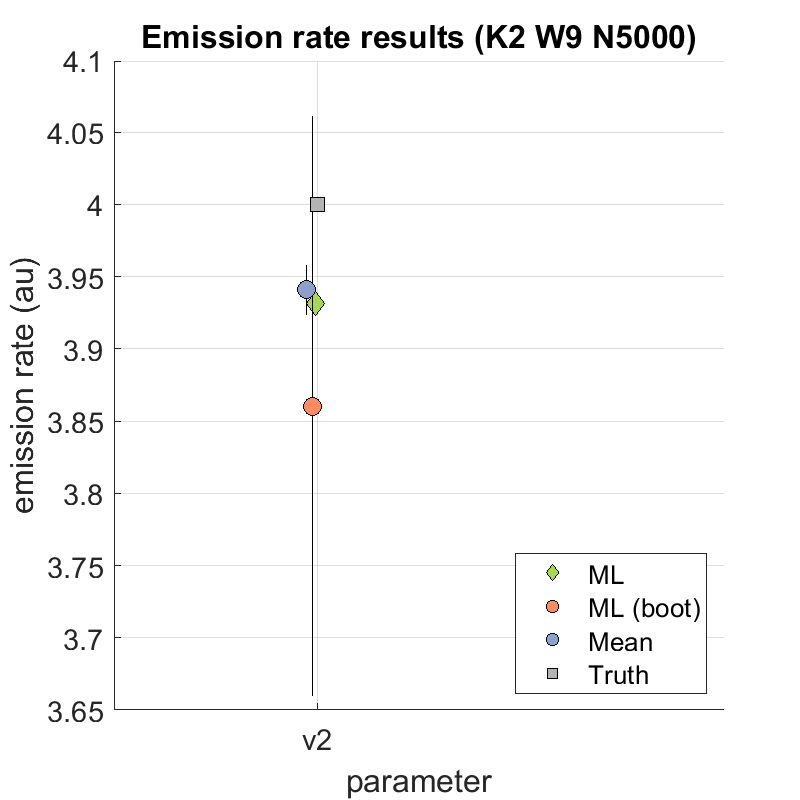 Emission rate results (K2 W9 N5000)
4.1
4.05
4
3.95
3.9
3.85
3.8
3.75
3.7
3.65
emission rate (au)
ML
ML (boot)
Mean
Truth
v2
parameter